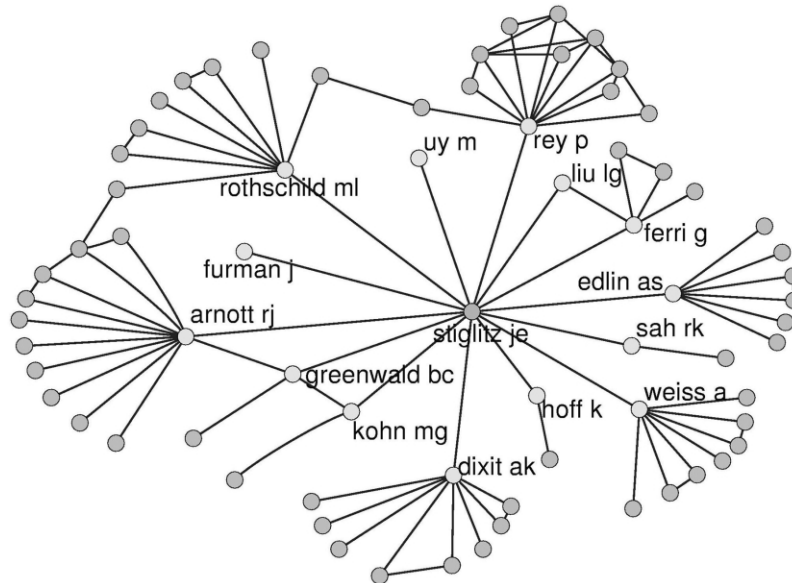 uy m
rey p
liu lg
rothschild ml
ferri g
furman j
edlin as
arnott rj
stiglitz je
sah rk
greenwald bc
weiss a
hoff k
kohn mg
dixit ak